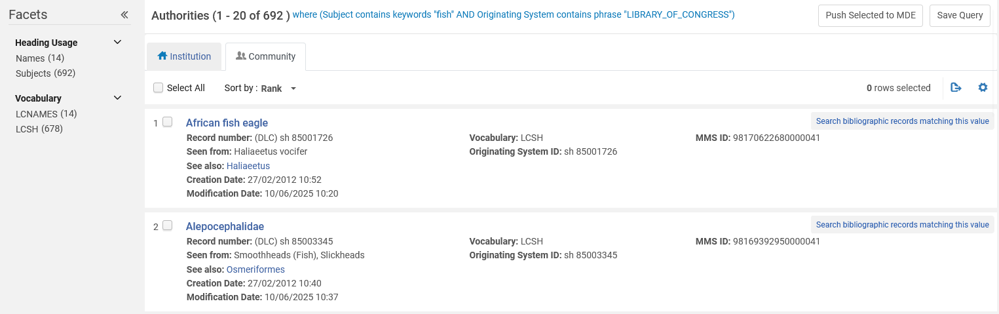 Facets
Heading Usage
Names (14)
Subjects (692)
Vocabulary
LCNAMES (14)
LCSH (678)
Authorities (1 - 20 of 692 ) where (Subject contains keywords "fish" AND Originating System contains phrase "LIBRARY_OF_CONGRESS")
Push Selected to MDE
Save Query
Institution
Community
Select All
Sort by : Rank
0 rows selected
1
African fish eagle
Search bibliographic records matching this value
Record number: (DLC) sh 85001726
Vocabulary: LCSH
MMS ID: 98170622680000041
Seen from: Haliaeetus vocifer
Originating System ID: sh 85001726
See also: Haliaeetus
Creation Date: 27/02/2012 10:52
Modification Date: 10/06/2025 10:20
2
Alepocephalidae
Search bibliographic records matching this value
Record number: (DLC) sh 85003345
Vocabulary: LCSH
MMS ID: 98169392950000041
Seen from: Smoothheads (Fish), Slickheads
Originating System ID: sh 85003345
See also: Osmeriformes
Creation Date: 27/02/2012 10:40
Modification Date: 10/06/2025 10:37